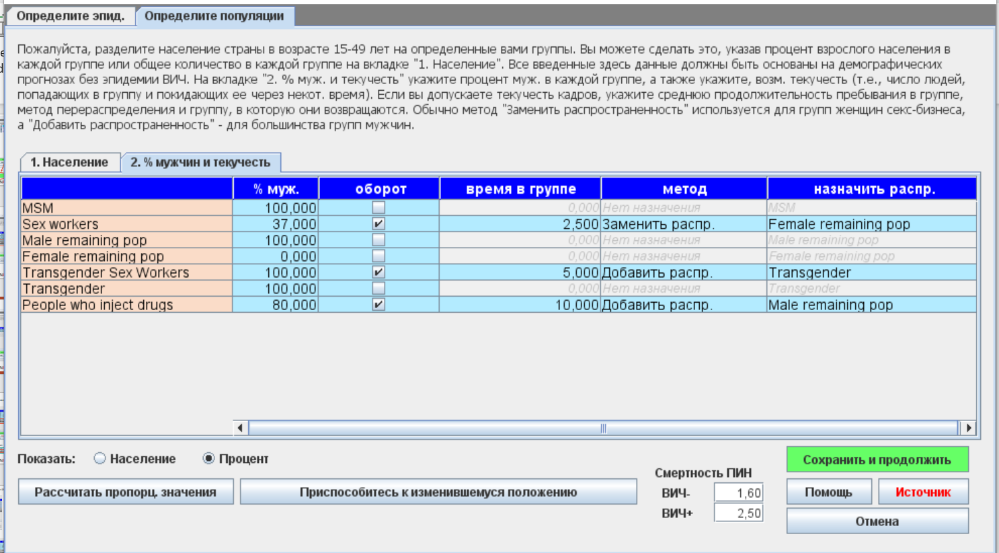 Определите эпид. Определите популяции
Пожалуйста, разделите население страны в возрасте 15-49 лет на определенные вами группы. Вы можете сделать это, указав процент взрослого населения в
каждой группе или общее количество в каждой группе на вкладке "1. Население". Все введенные здесь данные должны быть основаны на демографических
прогнозах без эпидемии ВИЧ. На вкладке "2. % муж. и текучесть" укажите процент муж. в каждой группе, а также укажите, возм. текучесть (т.е., число людей,
попадающих в группу и покидающих ее через некот. время). Если вы допускаете текучесть кадров, укажите среднюю продолжительность пребывания в группе,
метод перераспределения и группу, в которую они возвращаются. Обычно метод "Заменить распространенность" используется для групп женщин секс-бизнеса,
а "Добавить распространенность" - для большинства групп мужчин.
1. Население 2. % мужчин и текучесть
% муж. оборот время в группе метод назначить распр.
MSM 100,000 0,000 Нет назначения MSM
Sex workers 37,000 2,500 Заменить распр. Female remaining pop
Male remaining pop 100,000 0,000 Нет назначения Male remaining pop
Female remaining pop 0,000 0,000 Нет назначения Female remaining pop
Transgender Sex Workers 100,000 5,000 Добавить распр. Transgender
Transgender 100,000 0,000 Нет назначения Transgender
People who inject drugs 80,000 10,000 Добавить распр. Male remaining pop
Показать: Население Процент
Сохранить и продолжить
Смертность ПИН
Рассчитать пропорц. значения Приспособитесь к изменившемуся положению ВИЧ- 1,60 Помощь Источник
ВИЧ+ 2,50
Отмена